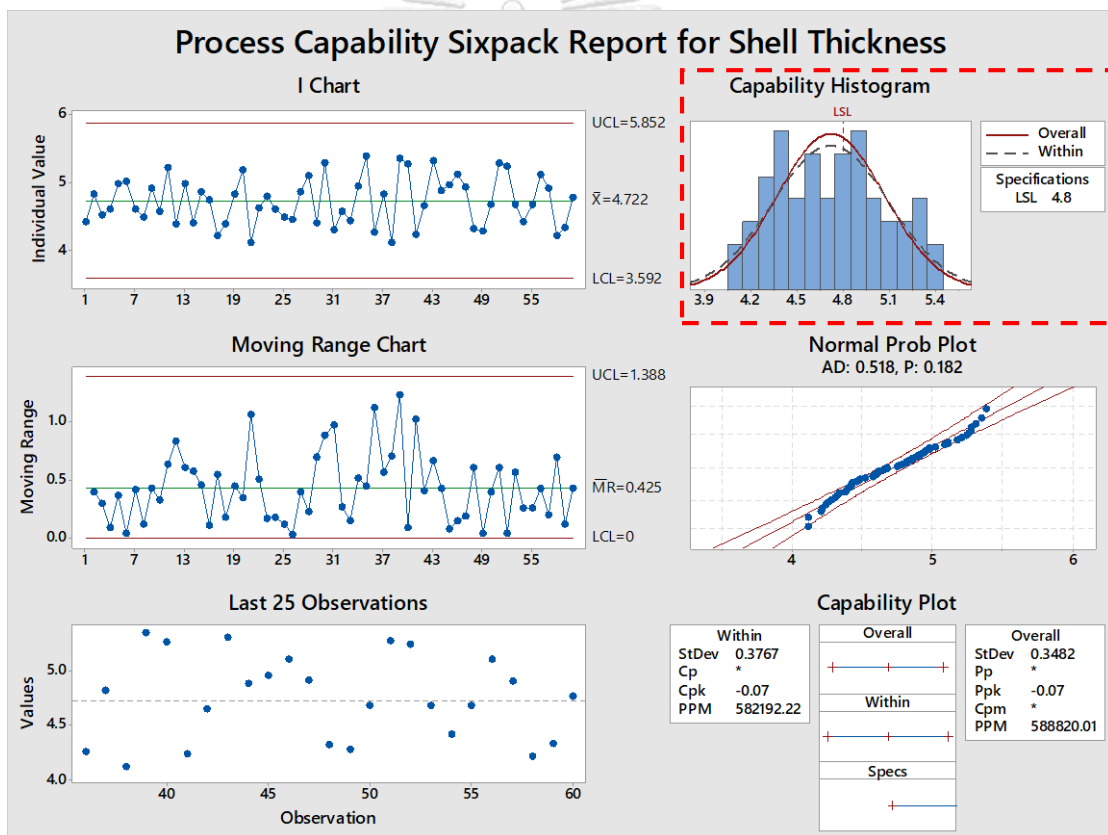 Process Capability Sixpack Report for Shell Thickness
I Chart
Individual Value
6
5
4
UCL=5.852
X̄=4.722
LCL=3.592
1 7 13 19 25 31 37 43 49 55
Capability Histogram
LSL
3.9 4.2 4.5 4.8 5.1 5.4
Overall
Within
Specifications
LSL 4.8
Moving Range Chart
Moving Range
1.0
0.5
0.0
UCL=1.388
M̅R̅=0.425
LCL=0
1 7 13 19 25 31 37 43 49 55
Normal Prob Plot
AD: 0.518, P: 0.182
4 5 6
Last 25 Observations
Values
5.0
4.5
4.0
40 45 50 55 60
Observation
Capability Plot
Within
StDev 0.3767
Cp *
Cpk -0.07
PPM 582192.22
Overall
Within
Specs
Overall
StDev 0.3482
Pp *
Ppk -0.07
Cpm *
PPM 588820.01